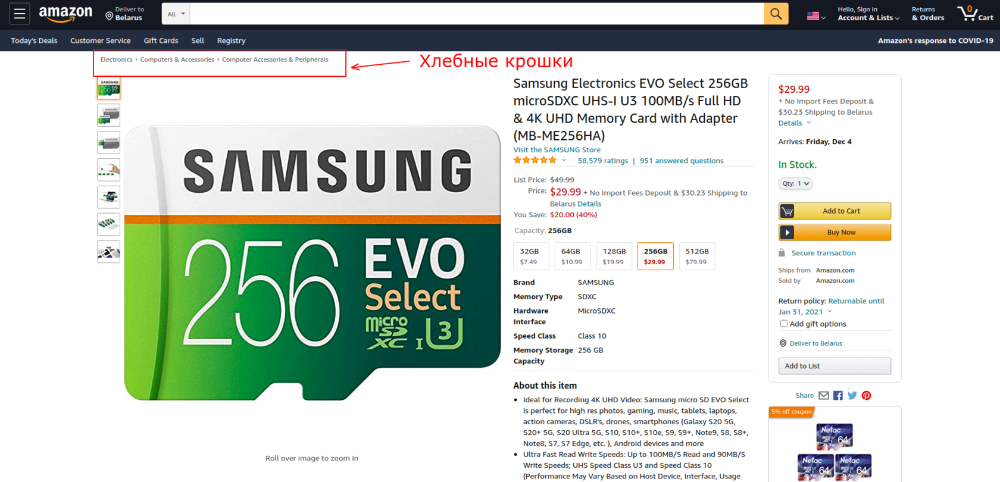 amazon
Deliver to
Belarus
All
Hello, Sign in
Account & Lists
Returns
& Orders
0
Cart
Today's Deals
Customer Service
Gift Cards
Sell
Registry
Amazon's response to COVID-19
Electronics › Computers & Accessories › Computer Accessories & Peripherals
Хлебные крошки
SAMSUNG
256 EVO
SAMSUNG
256
EVO
Select
micro
SD
XC I U3
Roll over image to zoom in
Samsung Electronics EVO Select 256GB
microSDXC UHS-I U3 100MB/s Full HD
& 4K UHD Memory Card with Adapter
(MB-ME256HA)
Visit the SAMSUNG Store
58,579 ratings | 951 answered questions
List Price: $49.99
Price: $29.99 + No Import Fees Deposit & $30.23 Shipping to
Belarus Details
You Save: $20.00 (40%)
Capacity: 256GB
32GB
$7.49
64GB
$10.99
128GB
$19.99
256GB
$29.99
512GB
$79.99
Brand SAMSUNG
Memory Type SDXC
Hardware MicroSDXC
Interface
Speed Class Class 10
Memory Storage 256 GB
Capacity
About this item
• Ideal for Recording 4K UHD Video: Samsung micro SD EVO Select
is perfect for high res photos, gaming, music, tablets, laptops,
action cameras, DSLR's, drones, smartphones (Galaxy S20 5G,
S20+ 5G, S20 Ultra 5G, S10, S10+, S10e, S9, S9+, Note9, S8, S8+,
Note8, S7, S7 Edge, etc. ), Android devices and more
• Ultra Fast Read Write Speeds: Up to 100MB/S Read and 90MB/S
Write Speeds; UHS Speed Class U3 and Speed Class 10
(Performance May Vary Based on Host Device, Interface, Usage
$29.99
+ No Import Fees Deposit &
$30.23 Shipping to Belarus
Details
Arrives: Friday, Dec 4
In Stock.
Qty: 1
Add to Cart
Buy Now
Secure transaction
Ships from Amazon.com
Sold by Amazon.com
Return policy: Returnable until
Jan 31, 2021
Add gift options
Deliver to Belarus
Add to List
Share
5% off coupon
Netac
64
Netac
64
Netac
64